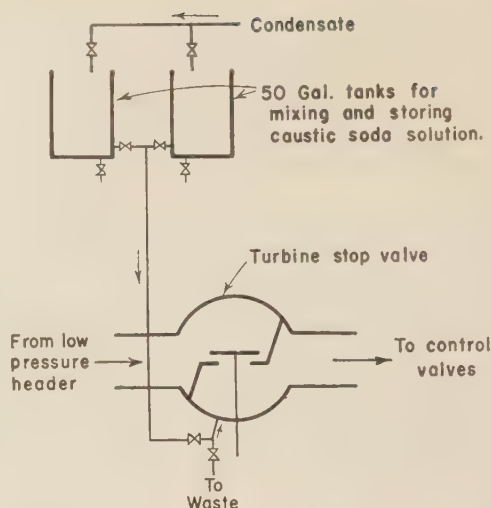 Condensate
50 Gal. tanks for
mixing and storing
caustic soda solution.
Turbine stop valve
From low
pressure
header
To control
valves
To
Waste